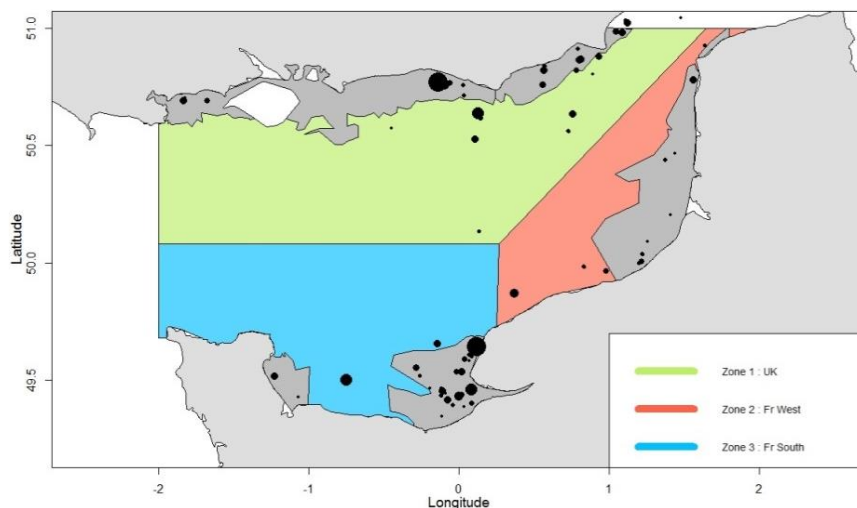 51.0
50.5
50.0
49.5
Latitude
-2 -1 0 1 2
Longitude
Zone 1 : UK
Zone 2 : Fr West
Zone 3 : Fr South